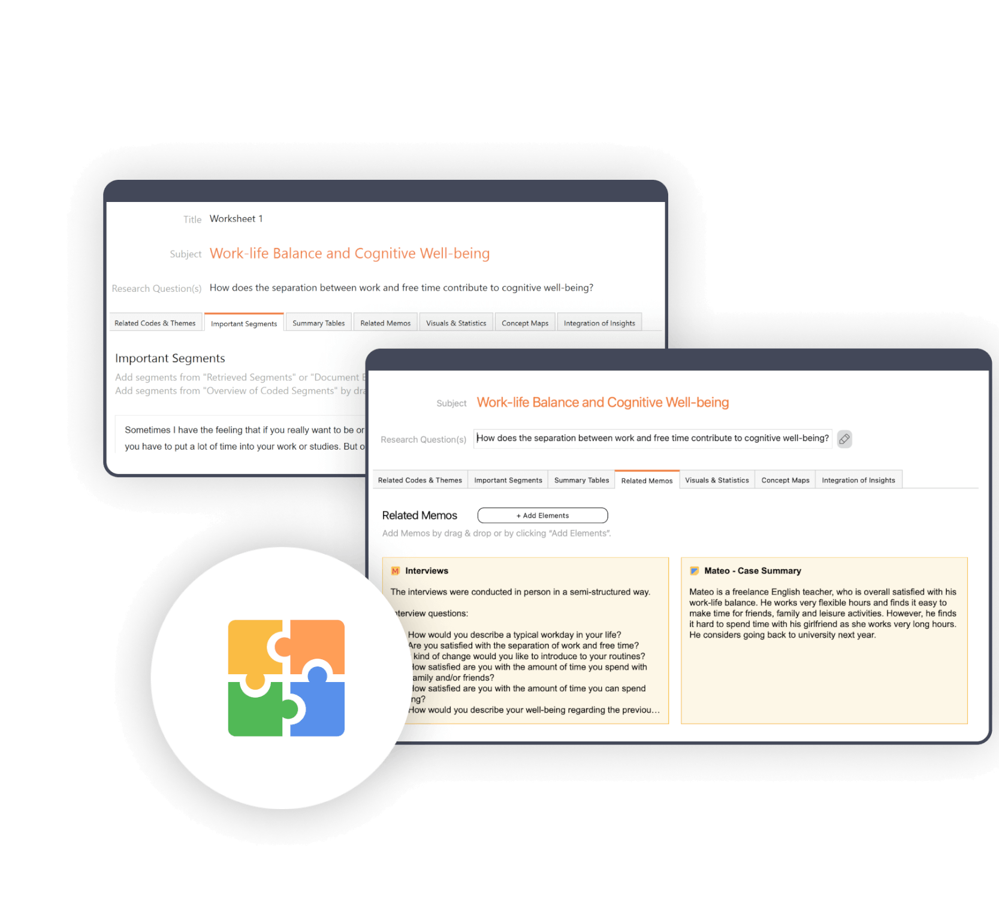 Title Worksheet 1
Subject Work-life Balance and Cognitive Well-being
Research Question(s) How does the separation between work and free time contribute to cognitive well-being?
Related Codes & Themes Important Segments Summary Tables Related Memos Visuals & Statistics Concept Maps Integration of Insights
Important Segments
Add segments from "Retrieved Segments" or "Document
Add segments from "Overview of Coded Segments" by
Sometimes I have the feeling that if you really want to be
you have to put a lot of time into your work or studies. But
Subject Work-life Balance and Cognitive Well-being
Research Question(s) How does the separation between work and free time contribute to cognitive well-being?
Related Codes & Themes Important Segments Summary Tables Related Memos Visuals & Statistics Concept Maps Integration of Insights
Related Memos + Add Elements
Add Memos by drag & drop or by clicking “Add Elements”.
M Interviews
The interviews were conducted in person in a semi-structured way.
questions:
How would you describe a typical workday in your life?
Are you satisfied with the separation of work and free time?
kind of change would you like to introduce to your routines?
How satisfied are you with the amount of time you spend with
family and/or friends?
How satisfied are you with the amount of time you can spend
How would you describe your well-being regarding the previou...
Mateo - Case Summary
Mateo is a freelance English teacher, who is overall satisfied with his
work-life balance. He works very flexible hours and finds it easy to
make time for friends, family and leisure activities. However, he finds
it hard to spend time with his girlfriend as she works very long hours.
He considers going back to university next year.